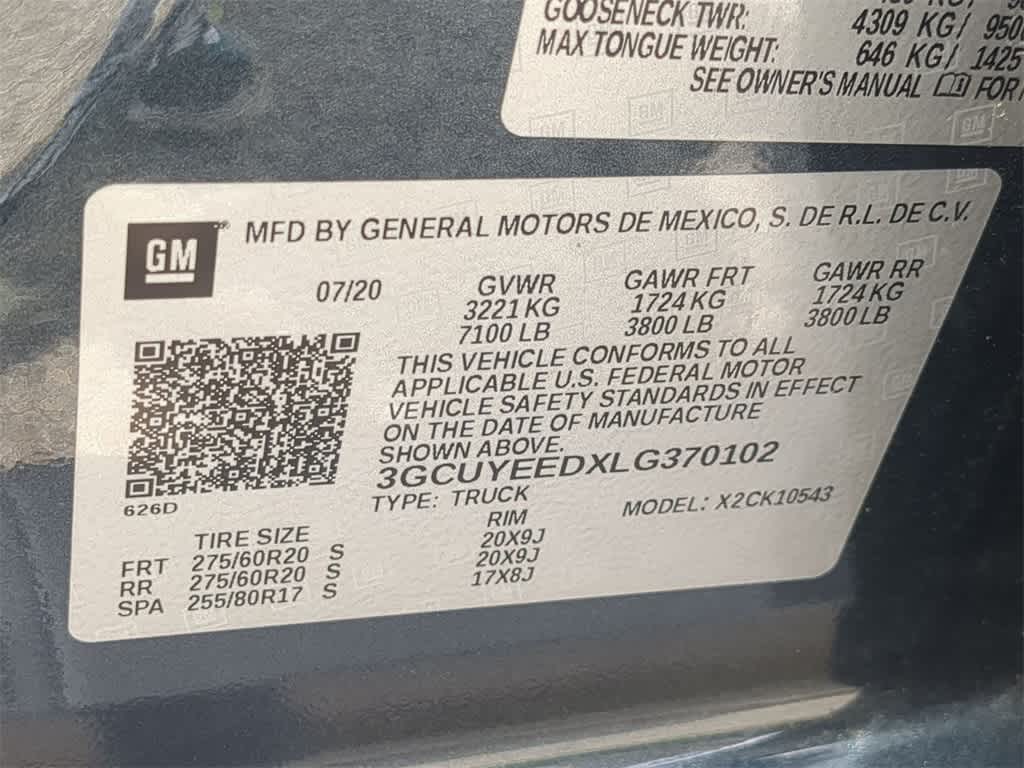 GOOSENECK TWR: 4309 KG/
MAX TONGUE WEIGHT: 646 KG/ 1425
SEE OWNER'S MANUAL FOR
GM ® MFD BY GENERAL MOTORS DE MEXICO, S. DE R.L. DE C.V.
07/20 GVWR GAWR FRT GAWR RR
3221 KG 1724 KG 1724 KG
7100 LB 3800 LB 3800 LB
THIS VEHICLE CONFORMS TO ALL
APPLICABLE U.S. FEDERAL MOTOR
VEHICLE SAFETY STANDARDS IN EFFECT
ON THE DATE OF MANUFACTURE
SHOWN ABOVE.
3GCUYEEDXLG370102
626D
TYPE: TRUCK MODEL: X2CK10543
TIRE SIZE RIM
FRT 275/60R20 S 20X9J
RR 275/60R20 S 20X9J
SPA 255/80R17 S 17X8J